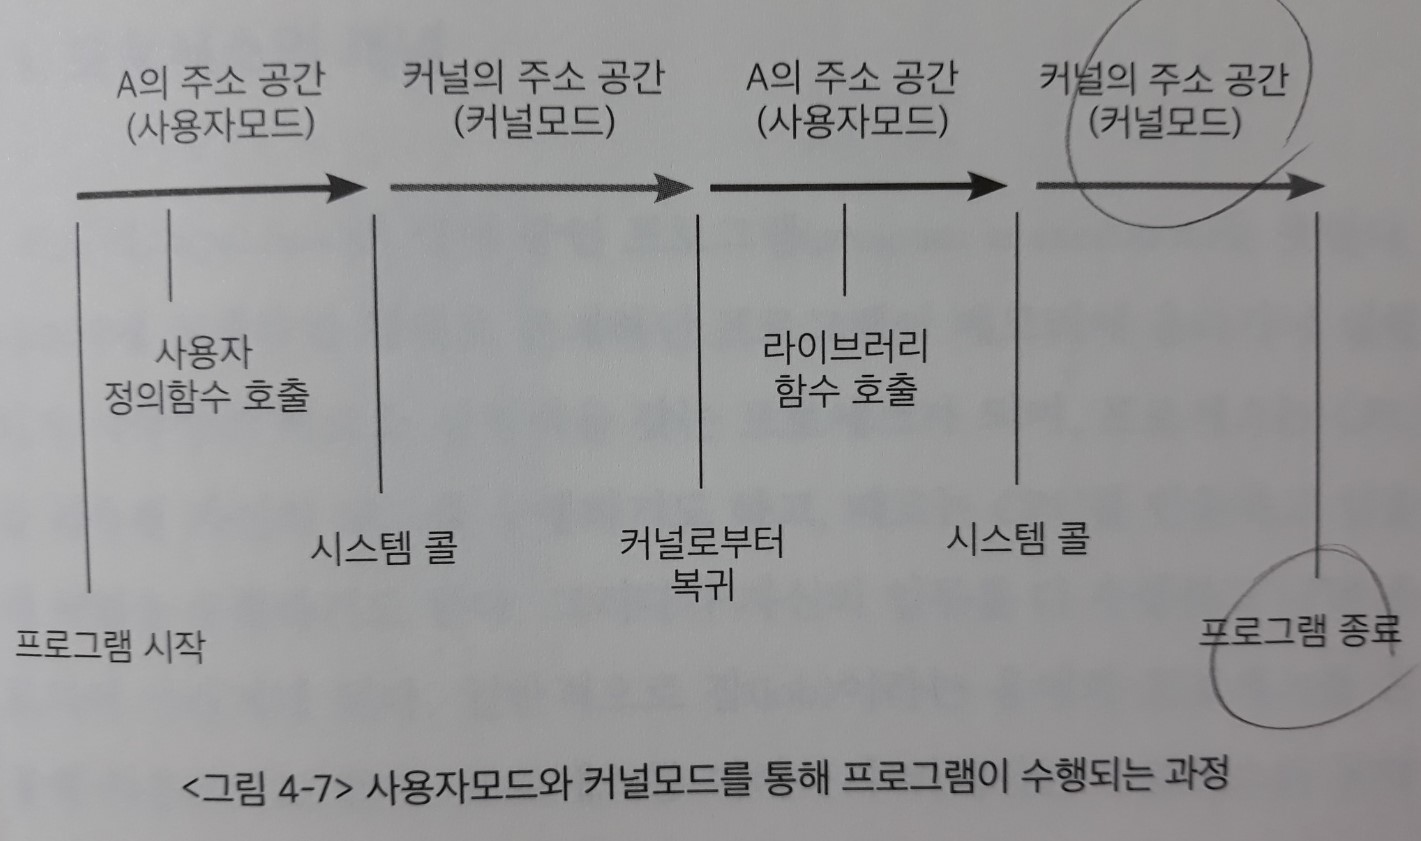 A의 주소 공간
(사용자모드)
커널의 주소 공간
(커널모드)
A의 주소 공간
(사용자모드)
커널의 주소 공간
(커널모드)
사용자
정의함수 호출
라이브러리
함수 호출
시스템 콜
커널로부터
복귀
시스템 콜
프로그램 시작
프로그램 종료
<그림 4-7> 사용자모드와 커널모드를 통해 프로그램이 수행되는 과정